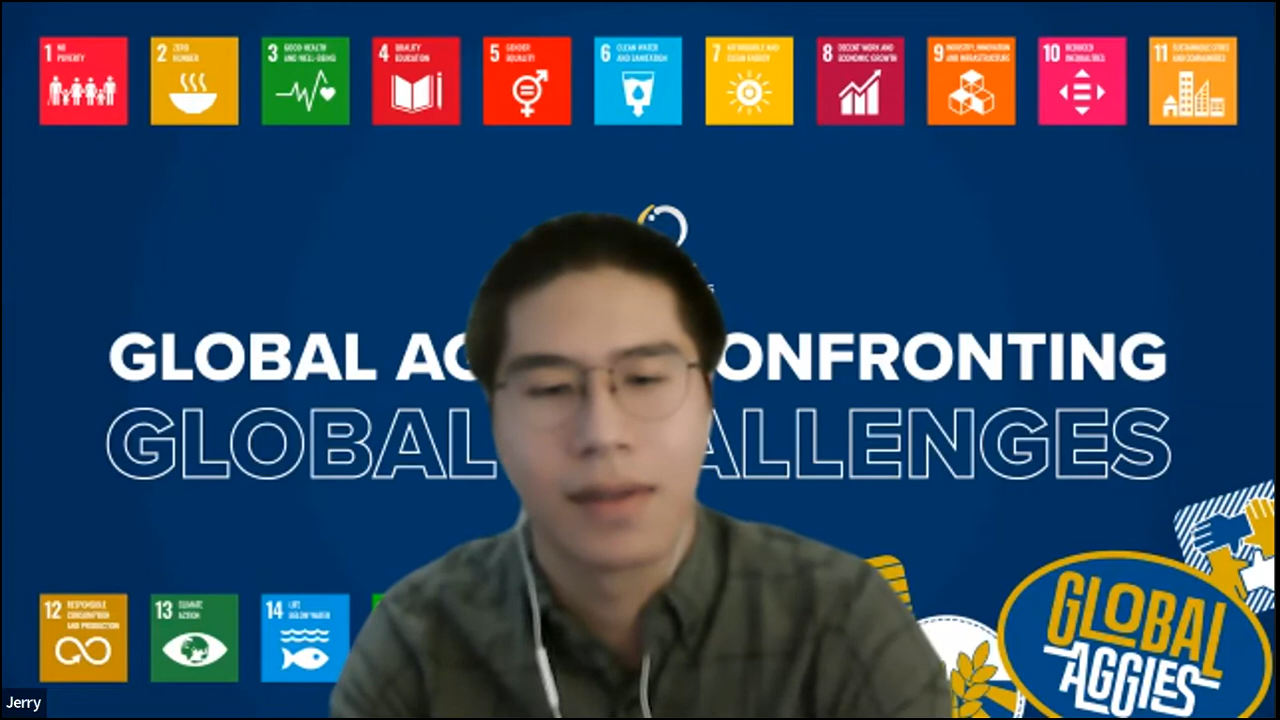 1 NO
POVERTY
2 ZERO
HUNGER
3 GOOD HEALTH
AND WELL-BEING
4 QUALITY
EDUCATION
5 GENDER
EQUALITY
6 CLEAN WATER
AND SANITATION
7 AFFORDABLE AND
CLEAN ENERGY
8 DECENT WORK AND
ECONOMIC GROWTH
9 INDUSTRY, INNOVATION
AND INFRASTRUCTURE
10 REDUCED
INEQUALITIES
11 SUSTAINABLE CITIES
AND COMMUNITIES
GLOBAL AG ONFRONTING
GLOBAL ALLENGES
12 RESPONSIBLE
CONSUMPTION
AND PRODUCTION
13 CLIMATE
ACTION
14 LIFE
BELOW WATER
GLOBAL
AGGIES
Jerry